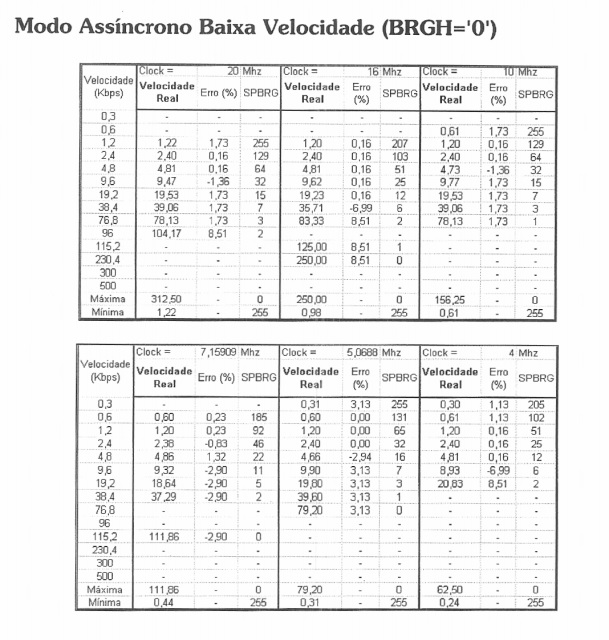 Modo Assíncrono Baixa Velocidade (BRGH='0')
Velocidade (Kbps) Clock = 20 Mhz Clock = 16 Mhz Clock = 10 Mhz
Velocidade Real Erro (%) SPBRG Velocidade Real Erro (%) SPBRG Velocidade Real Erro (%) SPBRG
0,3 - - - - - - - - -
0,6 - - - - - - 0,61 1,73 255
1,2 1,22 1,73 255 1,20 0,16 207 1,20 0,16 129
2,4 2,40 0,16 129 2,40 0,16 103 2,40 0,16 64
4,8 4,81 0,16 64 4,81 0,16 51 4,73 -1,36 32
9,6 9,47 -1,36 32 9,62 0,16 25 9,77 1,73 15
19,2 19,53 1,73 15 19,23 0,16 12 19,53 1,73 7
38,4 39,06 1,73 7 35,71 -6,99 6 39,06 1,73 3
76,8 78,13 1,73 3 83,33 8,51 2 78,13 1,73 1
96 104,17 8,51 2 - - - - - -
115,2 - - - 125,00 8,51 1 - - -
230,4 - - - 250,00 8,51 0 - - -
300 - - - - - - - - -
500 - - - - - - - - -
Máxima 312,50 - 0 250,00 - 0 156,25 - 0
Mínima 1,22 - 255 0,98 - 255 0,61 - 255
Velocidade (Kbps) Clock = 7,15909 Mhz Clock = 5,0688 Mhz Clock = 4 Mhz
Velocidade Real Erro (%) SPBRG Velocidade Real Erro (%) SPBRG Velocidade Real Erro (%) SPBRG
0,3 - - - 0,31 3,13 255 0,30 1,13 205
0,6 0,60 0,23 185 0,60 0,00 131 0,61 1,13 102
1,2 1,20 0,23 92 1,20 0,00 65 1,20 0,16 51
2,4 2,38 -0,83 46 2,40 0,00 32 2,40 0,16 25
4,8 4,86 1,32 22 4,66 -2,94 16 4,81 0,16 12
9,6 9,32 -2,90 11 9,90 3,13 7 8,93 -6,99 6
19,2 18,64 -2,90 5 19,80 3,13 3 20,83 8,51 2
38,4 37,29 -2,90 2 39,60 3,13 1 - - -
76,8 - - - 79,20 3,13 0 - - -
96 - - - - - - - - -
115,2 111,86 -2,90 0 - - - - - -
230,4 - - - - - - - - -
300 - - - - - - - - -
500 - - - - - - - - -
Máxima 111,86 - 0 79,20 - 0 62,50 - 0
Mínima 0,44 - 255 0,31 - 255 0,24 - 255